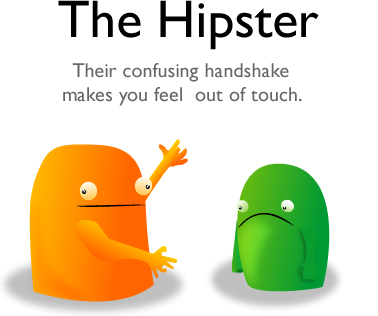 The Hipster
Their confusing handshake
makes you feel  out of touch.